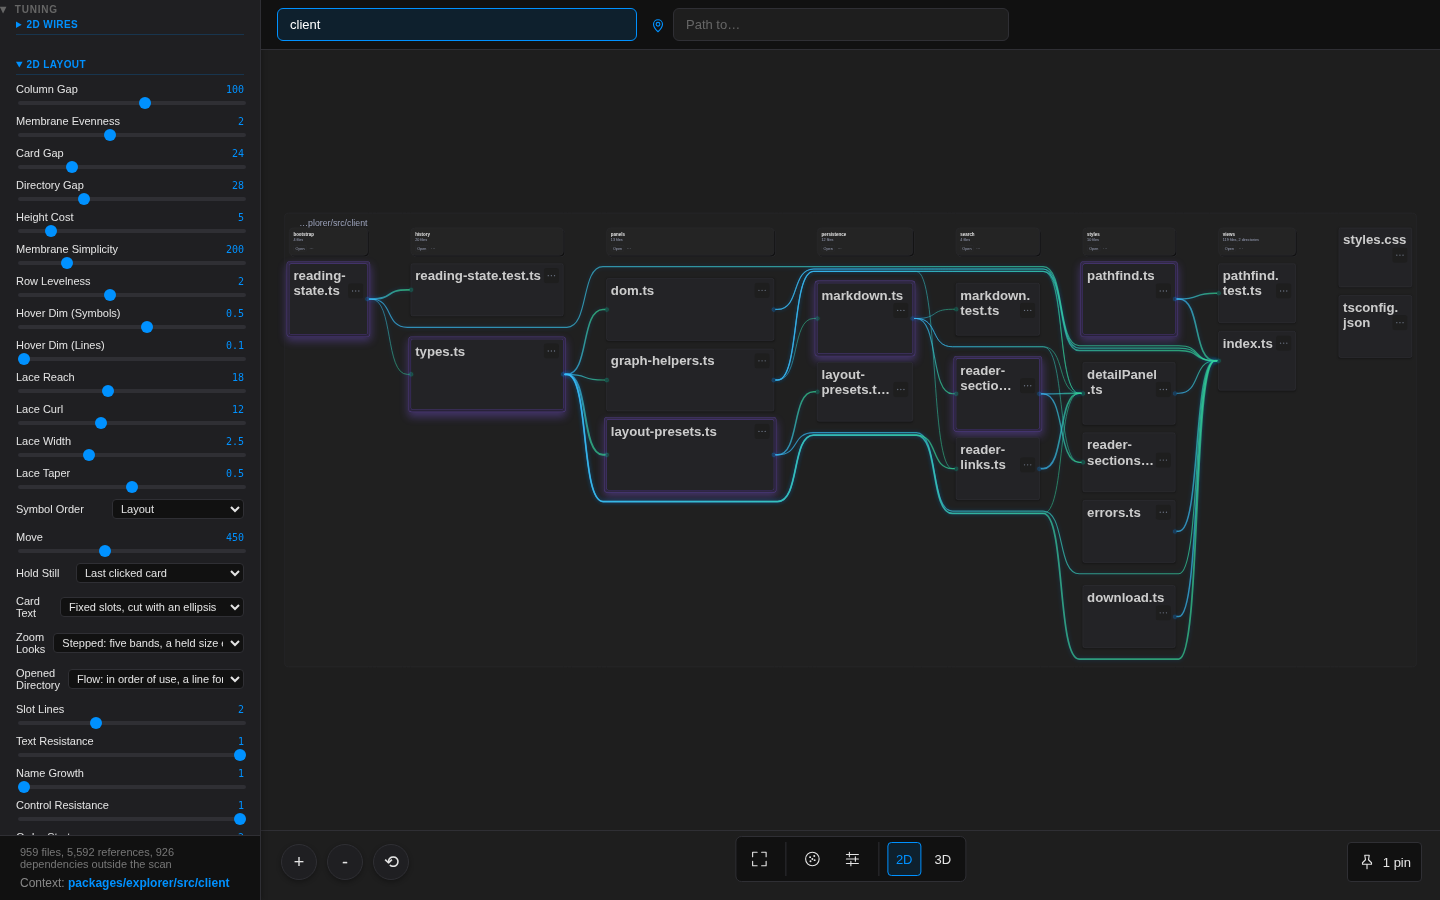 TUNING
2D WIRES
2D LAYOUT
Column Gap 100
Membrane Evenness 2
Card Gap 24
Directory Gap 28
Height Cost 5
Membrane Simplicity 200
Row Levelness 2
Hover Dim (Symbols) 0.5
Hover Dim (Lines) 0.1
Lace Reach 18
Lace Curl 12
Lace Width 2.5
Lace Taper 0.5
Symbol Order Layout
Move 450
Hold Still Last clicked card
Card Text Fixed slots, cut with an ellipsis
Zoom Looks Stepped: five bands, a held size
Opened Directory Flow: in order of use, a line for
Slot Lines 2
Text Resistance 1
Name Growth 1
Control Resistance 1
959 files, 5,592 references, 926
dependencies outside the scan
Context: packages/explorer/src/client
client
Path to…
…plorer/src/client
bootstrap
Open
history
Open
panels
Open
persistence
Open
search
Open
styles
Open
views
Open
reading-
state.ts
reading-state.test.ts
types.ts
dom.ts
graph-helpers.ts
layout-presets.ts
markdown.ts
layout-
presets.t…
markdown.
test.ts
reader-
sectio…
reader-
links.ts
pathfind.ts
detailPanel
.ts
reader-
sections…
errors.ts
download.ts
pathfind.
test.ts
index.ts
styles.css
tsconfig.
json
+
-
2D
3D
1 pin